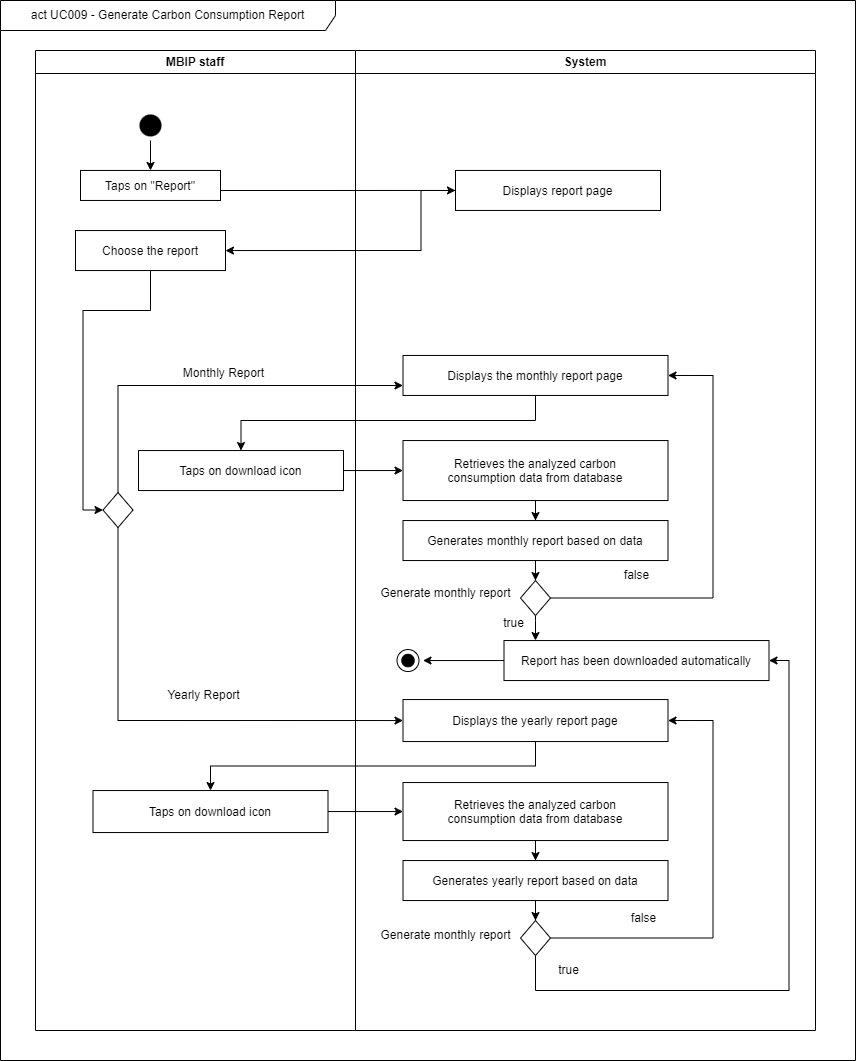 act UC009 - Generate Carbon Consumption Report
MBIP staff
System
Taps on "Report"
Displays report page
Choose the report
Monthly Report
Displays the monthly report page
Taps on download icon
Retrieves the analyzed carbon
consumption data from database
Generates monthly report based on data
false
Generate monthly report
true
Report has been downloaded automatically
Yearly Report
Displays the yearly report page
Taps on download icon
Retrieves the analyzed carbon
consumption data from database
Generates yearly report based on data
false
Generate monthly report
true